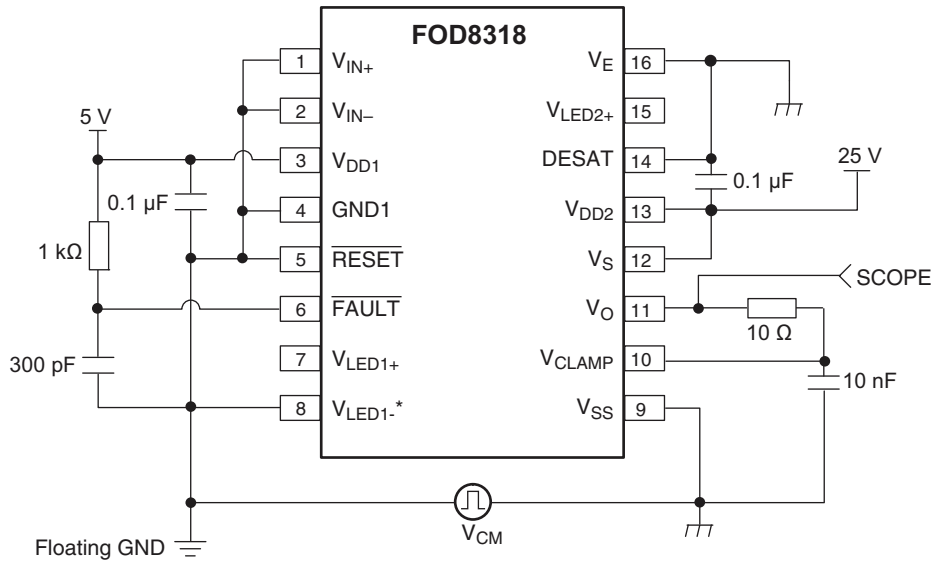 FOD8318
1 V_IN+
2 V_IN–
3 V_DD1
4 GND1
5 RESET
6 FAULT
7 V_LED1+
8 V_LED1-*
V_E 16
V_LED2+ 15
DESAT 14
V_DD2 13
V_S 12
V_O 11
V_CLAMP 10
V_SS 9
5 V
0.1 µF
1 kΩ
300 pF
Floating GND
V_CM
0.1 µF
25 V
SCOPE
10 Ω
10 nF